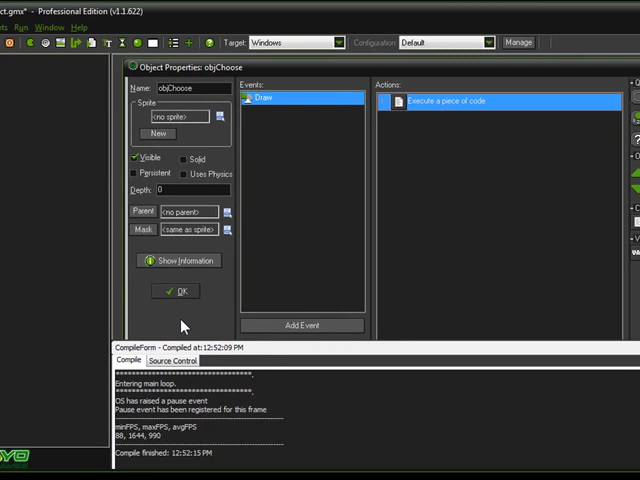 ct.gmx* - Professional Edition (v1.1.622)
Run Window Help
Target: Windows Configuration: Default Manage
Object Properties: objChoose
Name: objChoose
Events:
Actions:
Draw
Execute a piece of code
Sprite
<no sprite>
New
Visible Solid
Persistent Uses Physics
Depth: 0
Parent <no parent>
Mask <same as sprite>
Show Information
OK
Add Event
CompileForm - Compiled at:12:52:09 PM
Compile Source Control
Entering main loop.
OS has raised a pause event
Pause event has been registered for this frame
minFPS, maxFPS, avgFPS
88, 1644, 990
Compile finished: 12:52:15 PM